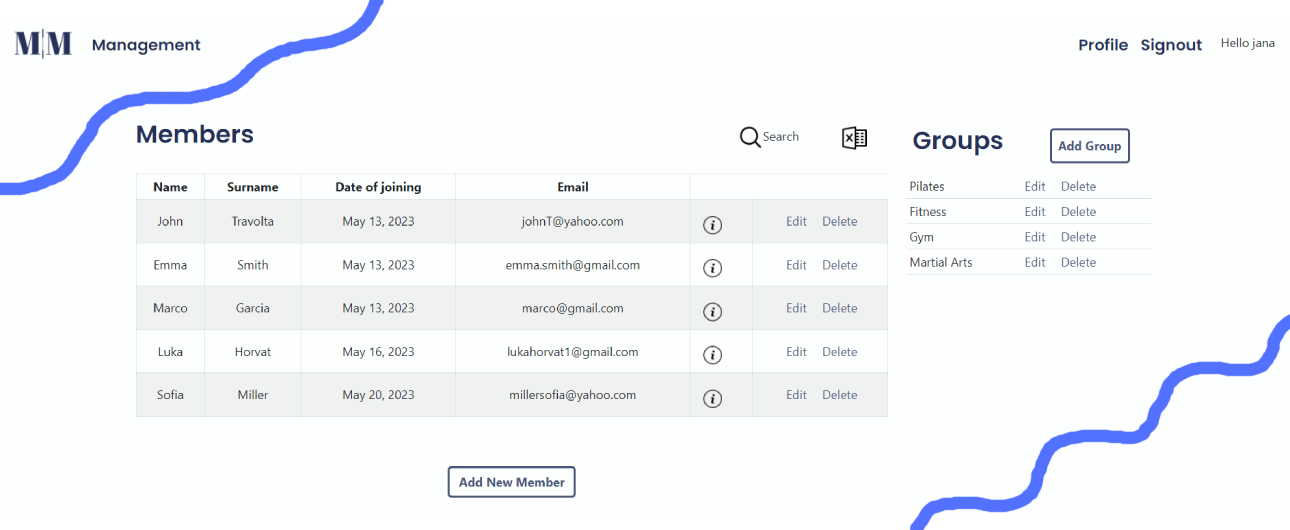 M|M Management Profile Signout Hello jana
Members Search Groups Add Group
Name Surname Date of joining Email
John Travolta May 13, 2023 johnT@yahoo.com Edit Delete
Emma Smith May 13, 2023 emma.smith@gmail.com Edit Delete
Marco Garcia May 13, 2023 marco@gmail.com Edit Delete
Luka Horvat May 16, 2023 lukahorvat1@gmail.com Edit Delete
Sofia Miller May 20, 2023 millersofia@yahoo.com Edit Delete
Add New Member
Pilates Edit Delete
Fitness Edit Delete
Gym Edit Delete
Martial Arts Edit Delete